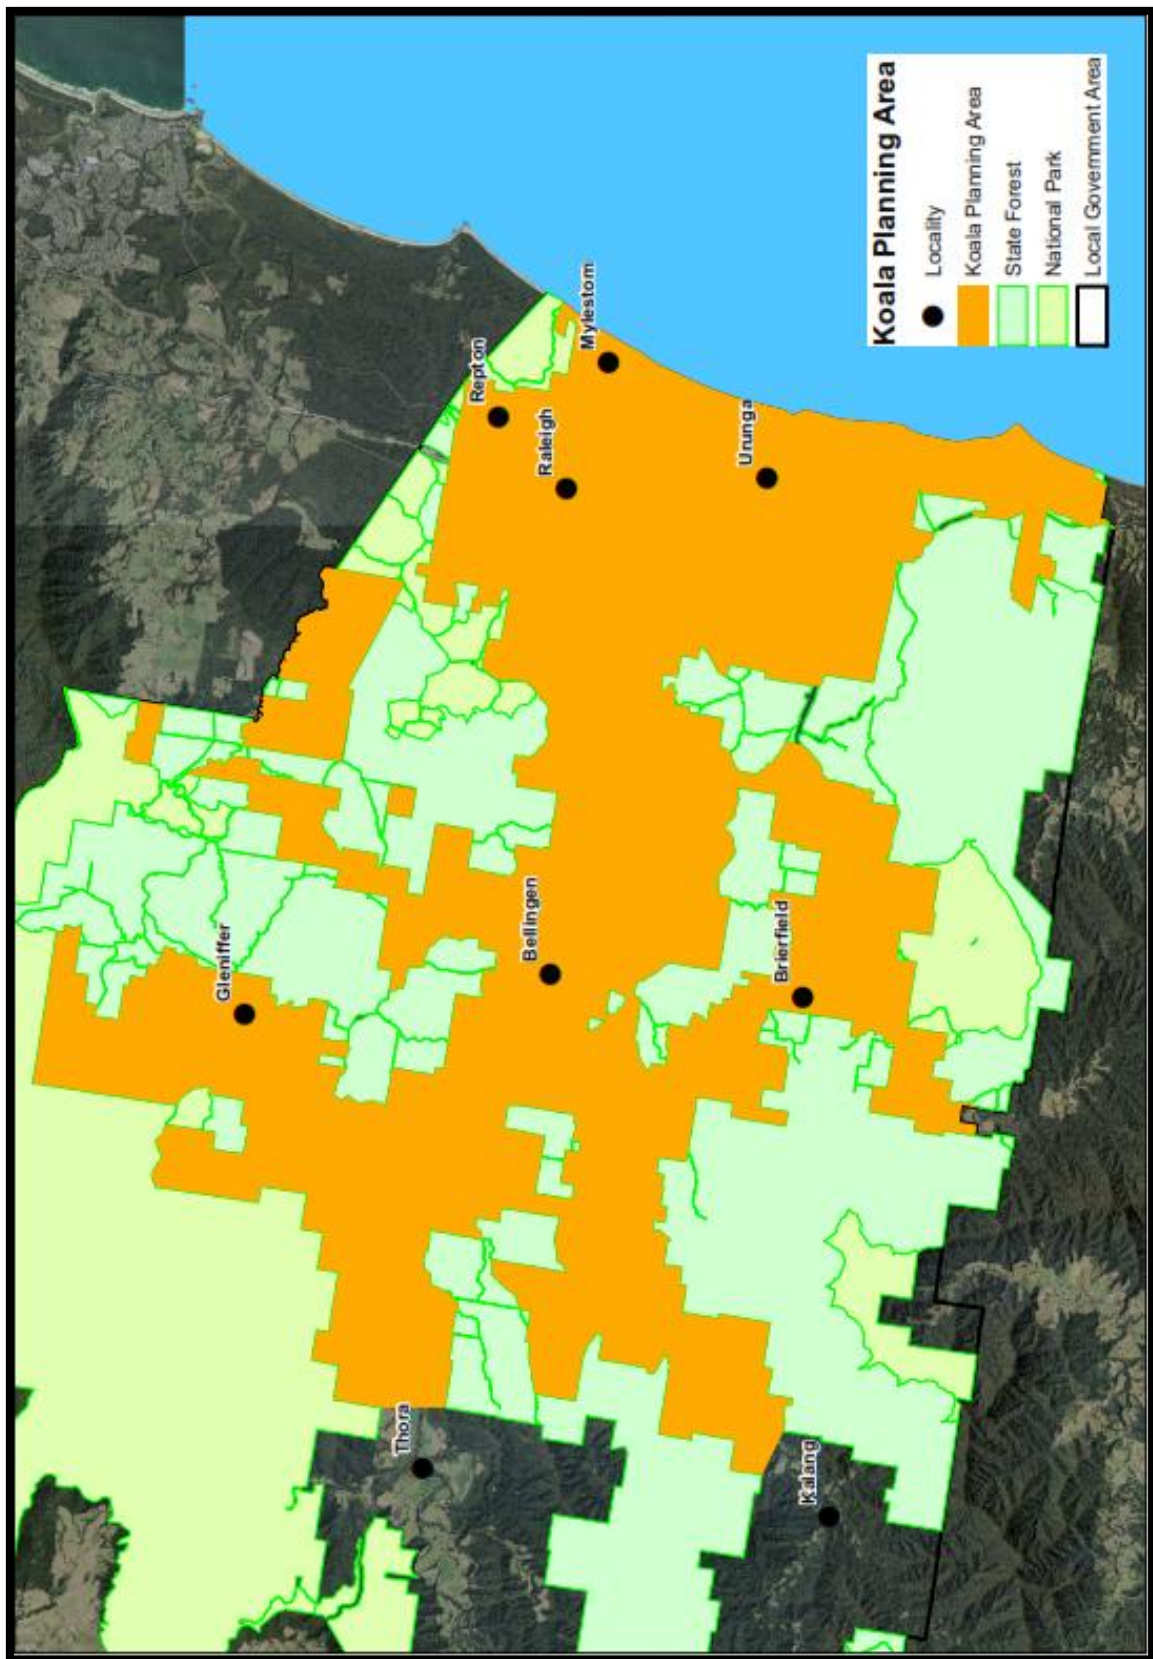 Koala Planning Area
Locality
Koala Planning Area
State Forest
National Park
Local Government Area
Gleniffer
Thora
Repton
Mylestom
Raleigh
Bellingen
Urunga
Brierfield
Kalang